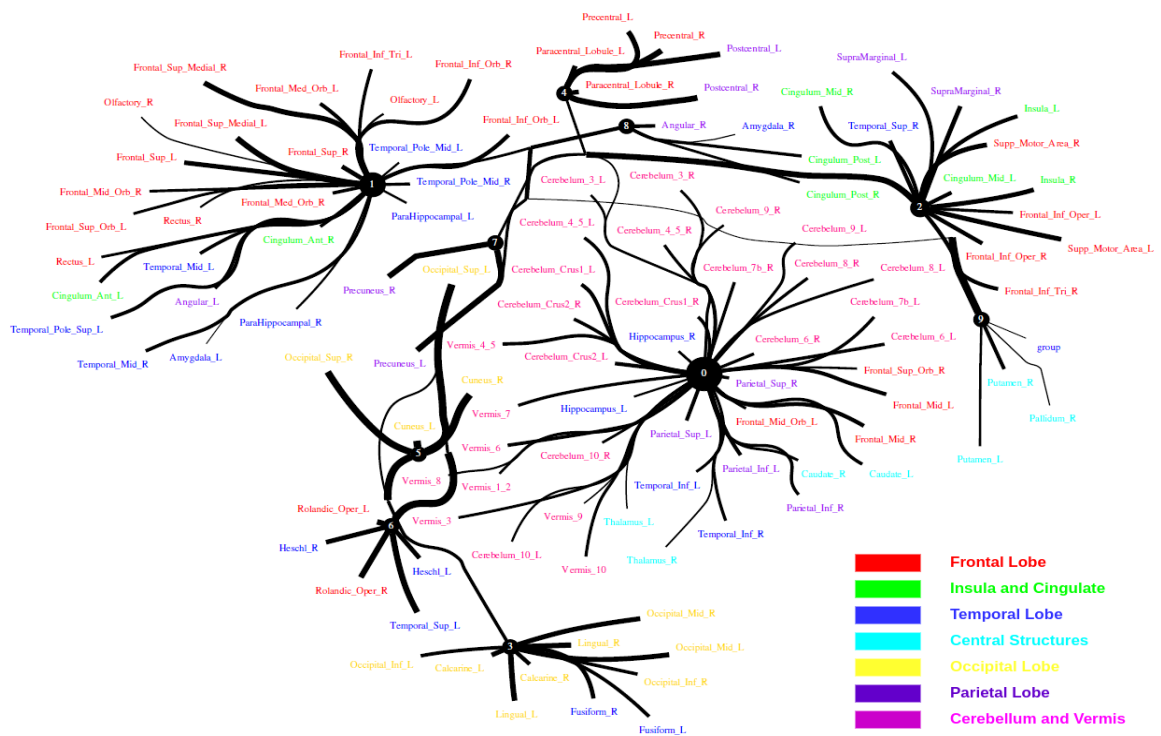 Precentral_L
Precentral_R
Frontal_Inf_Tri_L
Paracentral_Lobule_L
Postcentral_L
SupraMarginal_L
Frontal_Sup_Medial_R
Frontal_Inf_Orb_R
Paracentral_Lobule_R
Cingulum_Mid_R
SupraMarginal_R
Frontal_Med_Orb_L
Postcentral_R
4
Olfactory_R
Olfactory_L
Insula_L
Frontal_Inf_Orb_L
8
Angular_R
Amygdala_R
Temporal_Sup_R
Frontal_Sup_Medial_L
Supp_Motor_Area_R
Temporal_Pole_Mid_L
Frontal_Sup_L
Frontal_Sup_R
Cingulum_Post_L
Cerebelum_3_L
Cerebelum_3_R
Cingulum_Mid_L
Insula_R
1
Temporal_Pole_Mid_R
Frontal_Mid_Orb_R
Cingulum_Post_R
Frontal_Med_Orb_R
2
Frontal_Inf_Oper_L
Cerebelum_9_R
Rectus_R
ParaHippocampal_L
Frontal_Sup_Orb_L
Cerebelum_4_5_L
Cerebelum_4_5_R
Cerebelum_9_L
Cingulum_Ant_R
7
Supp_Motor_Area_L
Frontal_Inf_Oper_R
Rectus_L
Temporal_Mid_L
Occipital_Sup_L
Cerebelum_Crus1_L
Cerebelum_7b_R
Cerebelum_8_R
Cerebelum_8_L
Precuneus_R
Frontal_Inf_Tri_R
Cingulum_Ant_L
Angular_L
Cerebelum_Crus2_R
Cerebelum_Crus1_R
Cerebelum_7b_L
ParaHippocampal_R
9
Temporal_Pole_Sup_L
Hippocampus_R
Cerebelum_6_R
Cerebelum_6_L
Vermis_4_5
group
Amygdala_L
Occipital_Sup_R
Cerebelum_Crus2_L
Temporal_Mid_R
Precuneus_L
0
Frontal_Sup_Orb_R
Cuneus_R
Parietal_Sup_R
Putamen_R
Frontal_Mid_L
Vermis_7
Hippocampus_L
Pallidum_R
Cuneus_L
Parietal_Sup_L
Frontal_Mid_Orb_L
Frontal_Mid_R
Vermis_6
5
Cerebelum_10_R
Putamen_L
Parietal_Inf_L
Caudate_R
Caudate_L
Vermis_8
Vermis_1_2
Temporal_Inf_L
Rolandic_Oper_L
Parietal_Inf_R
Vermis_3
Vermis_9
Thalamus_L
6
Temporal_Inf_R
Heschl_R
Cerebelum_10_L
Thalamus_R
Heschl_L
Vermis_10
Rolandic_Oper_R
Frontal Lobe
Insula and Cingulate
Temporal Lobe
Central Structures
Occipital Lobe
Parietal Lobe
Cerebellum and Vermis
Occipital_Mid_R
Temporal_Sup_L
3
Lingual_R
Occipital_Mid_L
Occipital_Inf_L
Calcarine_L
Calcarine_R
Occipital_Inf_R
Lingual_L
Fusiform_R
Fusiform_L